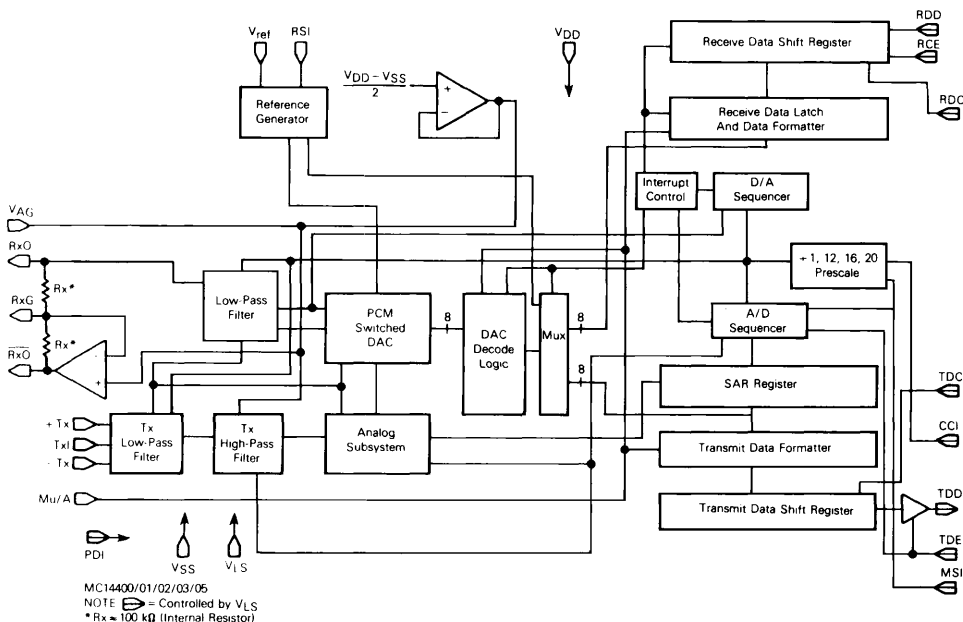 Vref
RSI
VDD
RDD
RCE
RDC
Receive Data Shift Register
VDD – VSS
2
+
–
Reference
Generator
Receive Data Latch
And Data Formatter
Interrupt
Control
D/A
Sequencer
VAG
RxO
Rx*
RxG
Rx*
RxO
+
Low-Pass
Filter
PCM
Switched
DAC
8
DAC
Decode
Logic
Mux
8
8
÷ 1, 12, 16, 20
Prescale
A/D
Sequencer
SAR Register
TDC
CCI
+ Tx
TxI
- Tx
Tx
Low-Pass
Filter
Tx
High-Pass
Filter
Analog
Subsystem
Transmit Data Formatter
Mu/A
Transmit Data Shift Register
TDD
TDE
MSI
PDI
VSS
VLS
MC14400/01/02/03/05
NOTE = Controlled by VLS
* Rx ≈ 100 kΩ (Internal Resistor)